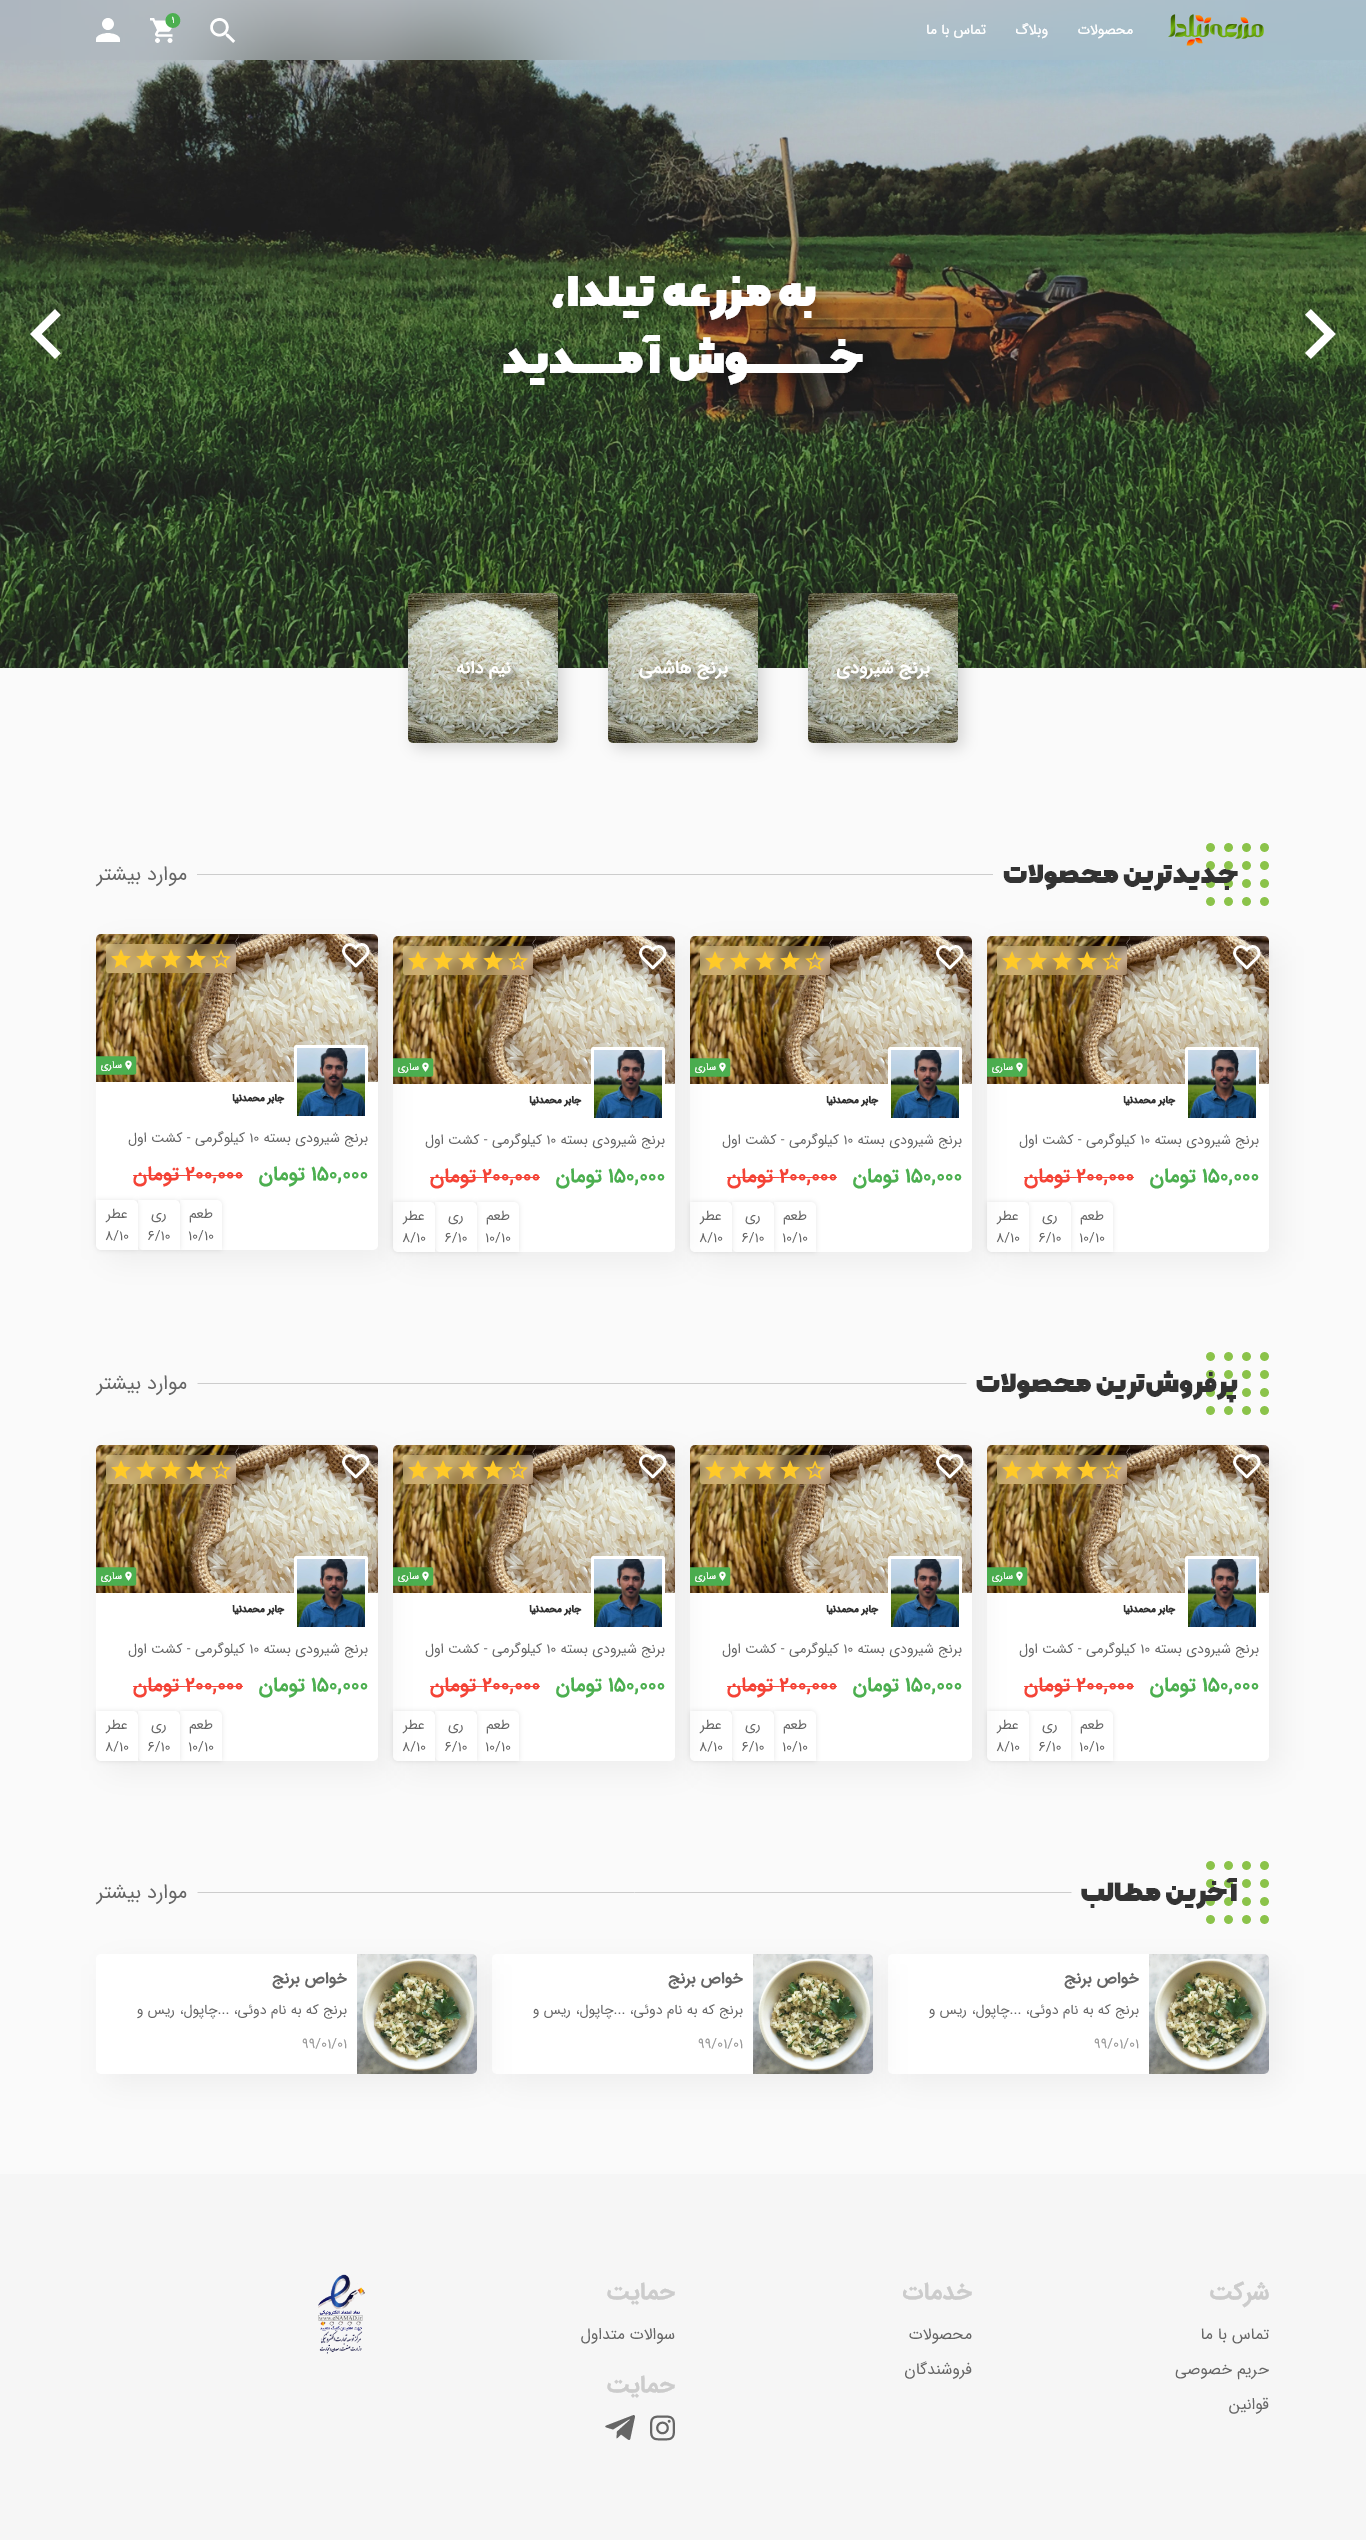 مزرعه تیلدا
محصولات
وبلاگ
تماس با ما
۱
به مزرعه تیلدا،
خـــــوش آمـــدید
برنج شیرودی
برنج هاشمی
نیم دانه
جدیدترین محصولات
موارد بیشتر
ساری
جابر محمدنیا
برنج شیرودی بسته ۱۰ کیلوگرمی - کشت اول
۱۵۰,۰۰۰ تومان ۲۰۰,۰۰۰ تومان
طعم ری عطر
۱۰/۱۰ ۶/۱۰ ۸/۱۰
ساری
جابر محمدنیا
برنج شیرودی بسته ۱۰ کیلوگرمی - کشت اول
۱۵۰,۰۰۰ تومان ۲۰۰,۰۰۰ تومان
طعم ری عطر
۱۰/۱۰ ۶/۱۰ ۸/۱۰
ساری
جابر محمدنیا
برنج شیرودی بسته ۱۰ کیلوگرمی - کشت اول
۱۵۰,۰۰۰ تومان ۲۰۰,۰۰۰ تومان
طعم ری عطر
۱۰/۱۰ ۶/۱۰ ۸/۱۰
ساری
جابر محمدنیا
برنج شیرودی بسته ۱۰ کیلوگرمی - کشت اول
۱۵۰,۰۰۰ تومان ۲۰۰,۰۰۰ تومان
طعم ری عطر
۱۰/۱۰ ۶/۱۰ ۸/۱۰
پرفروش‌ترین محصولات
موارد بیشتر
ساری
جابر محمدنیا
برنج شیرودی بسته ۱۰ کیلوگرمی - کشت اول
۱۵۰,۰۰۰ تومان ۲۰۰,۰۰۰ تومان
طعم ری عطر
۱۰/۱۰ ۶/۱۰ ۸/۱۰
ساری
جابر محمدنیا
برنج شیرودی بسته ۱۰ کیلوگرمی - کشت اول
۱۵۰,۰۰۰ تومان ۲۰۰,۰۰۰ تومان
طعم ری عطر
۱۰/۱۰ ۶/۱۰ ۸/۱۰
ساری
جابر محمدنیا
برنج شیرودی بسته ۱۰ کیلوگرمی - کشت اول
۱۵۰,۰۰۰ تومان ۲۰۰,۰۰۰ تومان
طعم ری عطر
۱۰/۱۰ ۶/۱۰ ۸/۱۰
ساری
جابر محمدنیا
برنج شیرودی بسته ۱۰ کیلوگرمی - کشت اول
۱۵۰,۰۰۰ تومان ۲۰۰,۰۰۰ تومان
طعم ری عطر
۱۰/۱۰ ۶/۱۰ ۸/۱۰
آخرین مطالب
موارد بیشتر
خواص برنج
برنج که به نام دوئی، ...چاپول، ریس و
۹۹/۰۱/۰۱
خواص برنج
برنج که به نام دوئی، ...چاپول، ریس و
۹۹/۰۱/۰۱
خواص برنج
برنج که به نام دوئی، ...چاپول، ریس و
۹۹/۰۱/۰۱
شرکت
تماس با ما
حریم خصوصی
قوانین
خدمات
محصولات
فروشندگان
حمایت
سوالات متداول
حمایت